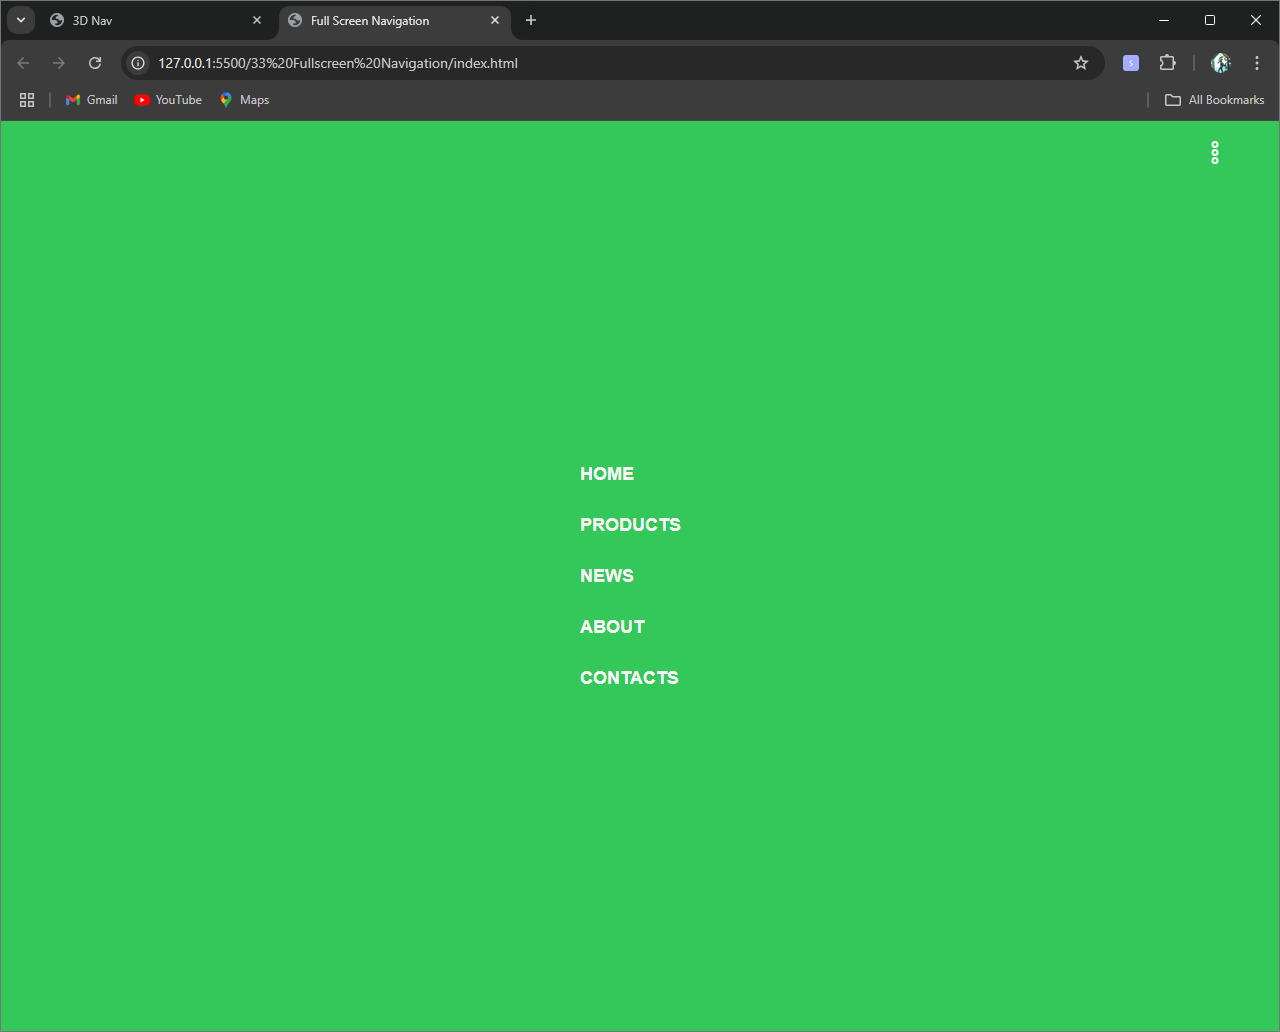 3D Nav
Full Screen Navigation
127.0.0.1:5500/33%20Fullscreen%20Navigation/index.html
Gmail
YouTube
Maps
All Bookmarks
HOME
PRODUCTS
NEWS
ABOUT
CONTACTS